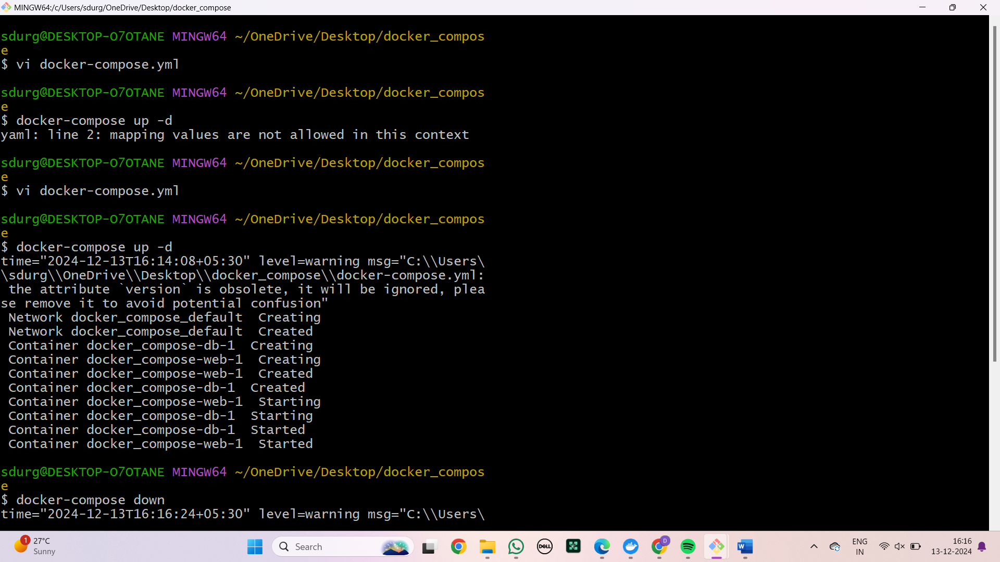 MINGW64:/c/Users/sdurg/OneDrive/Desktop/docker_compose
sdurg@DESKTOP-O7OTANE MINGW64 ~/OneDrive/Desktop/docker_compos
e
$ vi docker-compose.yml
sdurg@DESKTOP-O7OTANE MINGW64 ~/OneDrive/Desktop/docker_compos
e
$ docker-compose up -d
yaml: line 2: mapping values are not allowed in this context
sdurg@DESKTOP-O7OTANE MINGW64 ~/OneDrive/Desktop/docker_compos
e
$ vi docker-compose.yml
sdurg@DESKTOP-O7OTANE MINGW64 ~/OneDrive/Desktop/docker_compos
e
$ docker-compose up -d
time="2024-12-13T16:14:08+05:30" level=warning msg="C:\\Users\
\sdurg\\OneDrive\\Desktop\\docker_compose\\docker-compose.yml:
 the attribute `version` is obsolete, it will be ignored, plea
se remove it to avoid potential confusion"
 Network docker_compose_default  Creating
 Network docker_compose_default  Created
 Container docker_compose-db-1  Creating
 Container docker_compose-web-1  Creating
 Container docker_compose-web-1  Created
 Container docker_compose-db-1  Created
 Container docker_compose-web-1  Starting
 Container docker_compose-db-1  Starting
 Container docker_compose-db-1  Started
 Container docker_compose-web-1  Started
sdurg@DESKTOP-O7OTANE MINGW64 ~/OneDrive/Desktop/docker_compos
e
$ docker-compose down
time="2024-12-13T16:16:24+05:30" level=warning msg="C:\\Users\
1
27°C
Sunny
Search
DELL
D
W
ENG
IN
16:16
13-12-2024